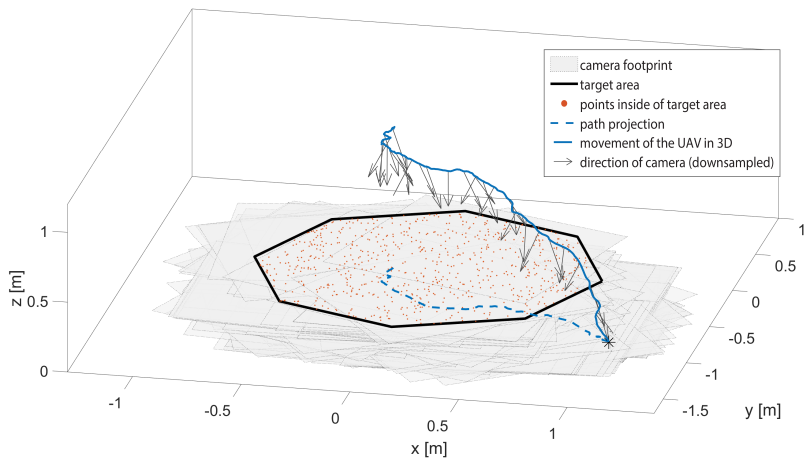 camera footprint
target area
points inside of target area
path projection
movement of the UAV in 3D
direction of camera (downsampled)
1
0.5
0
z [m]
-1
-0.5
0
0.5
1
x [m]
1
0.5
0
-0.5
-1
-1.5
y [m]